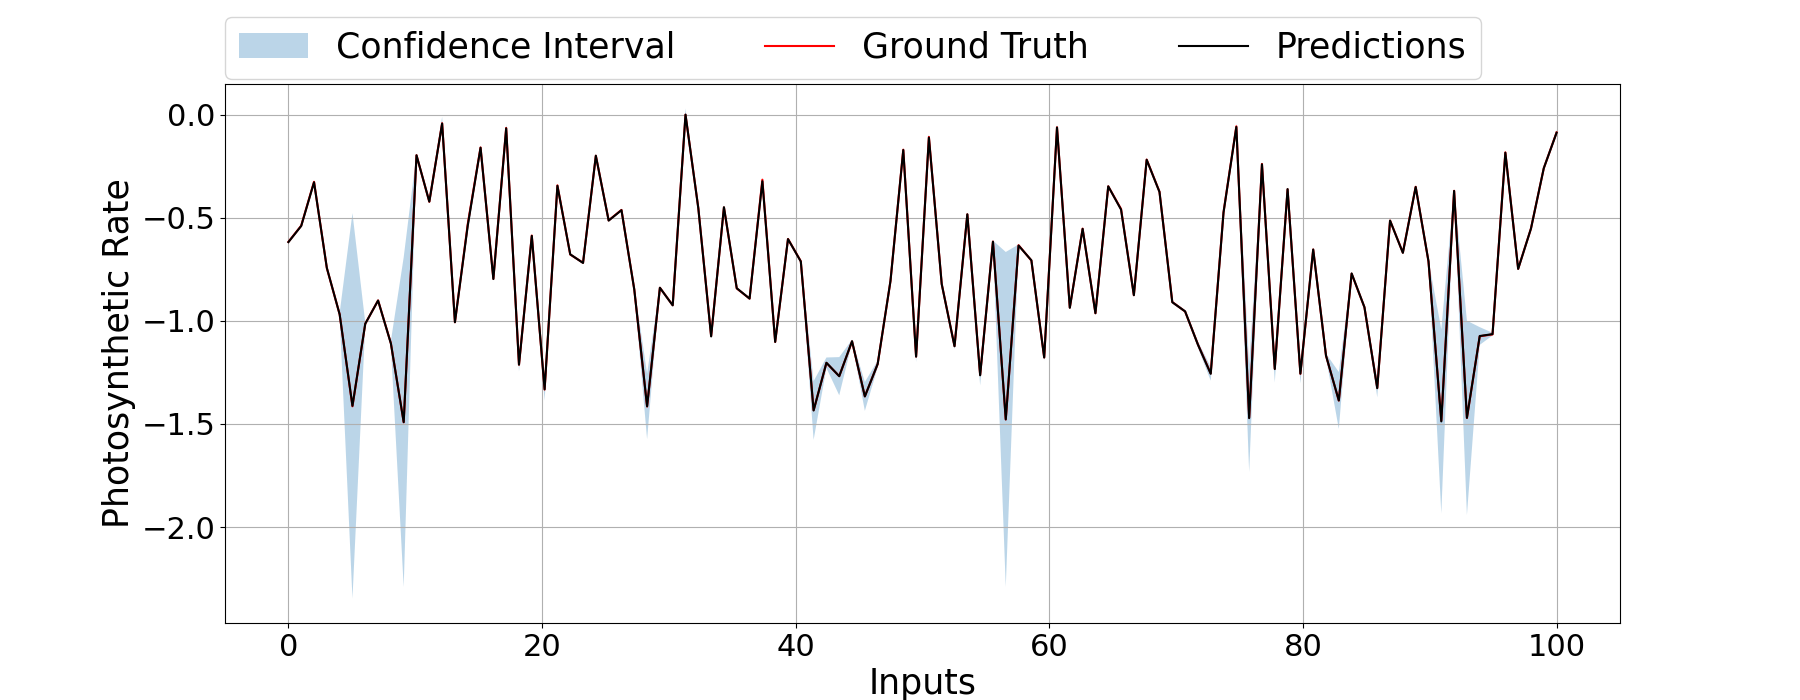 Confidence Interval Ground Truth Predictions
0.0
−0.5
−1.0
−1.5
−2.0
Photosynthetic Rate
0 20 40 60 80 100
Inputs